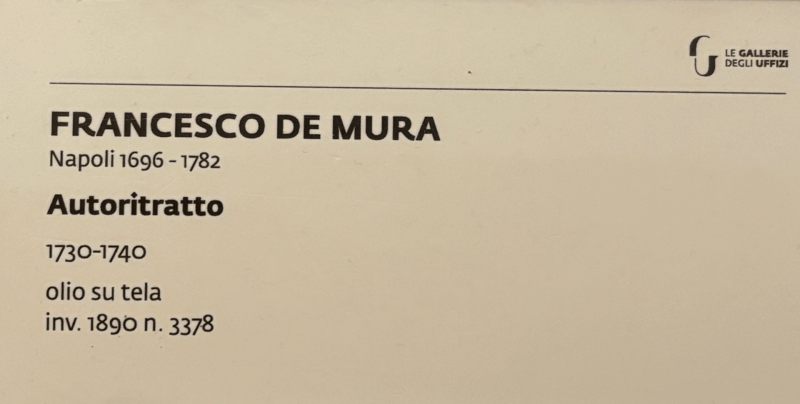 LE GALLERIE
DEGLI UFFIZI
FRANCESCO DE MURA
Napoli 1696 - 1782
Autoritratto
1730-1740
olio su tela
inv. 1890 n. 3378